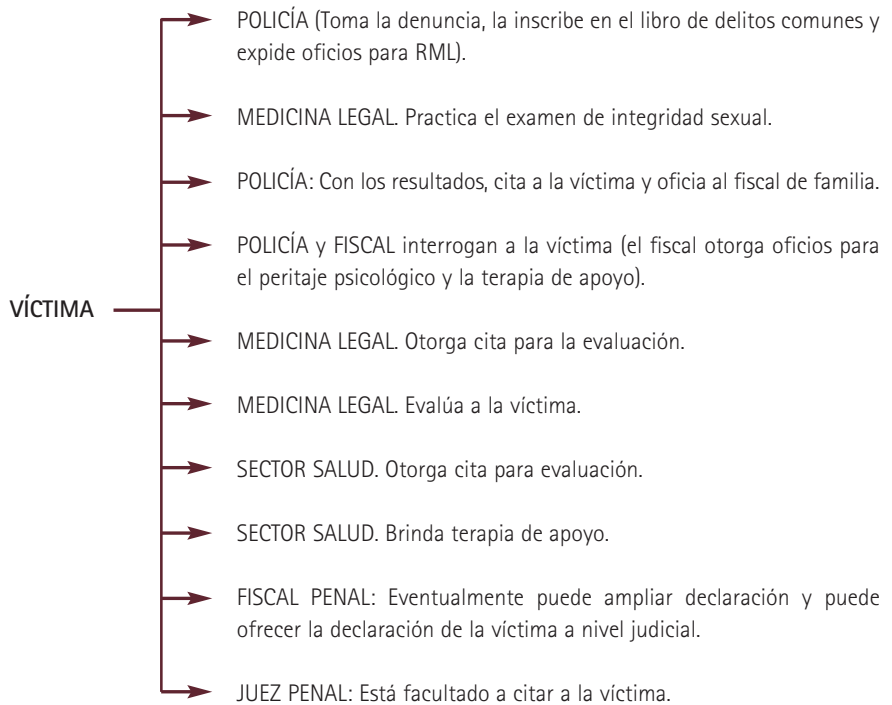 POLICÍA (Toma la denuncia, la inscribe en el libro de delitos comunes y
expide oficios para RML).
MEDICINA LEGAL. Practica el examen de integridad sexual.
POLICÍA: Con los resultados, cita a la víctima y oficia al fiscal de familia.
POLICÍA y FISCAL interrogan a la víctima (el fiscal otorga oficios para
el peritaje psicológico y la terapia de apoyo).
VÍCTIMA
MEDICINA LEGAL. Otorga cita para la evaluación.
MEDICINA LEGAL. Evalúa a la víctima.
SECTOR SALUD. Otorga cita para evaluación.
SECTOR SALUD. Brinda terapia de apoyo.
FISCAL PENAL: Eventualmente puede ampliar declaración y puede
ofrecer la declaración de la víctima a nivel judicial.
JUEZ PENAL: Está facultado a citar a la víctima.